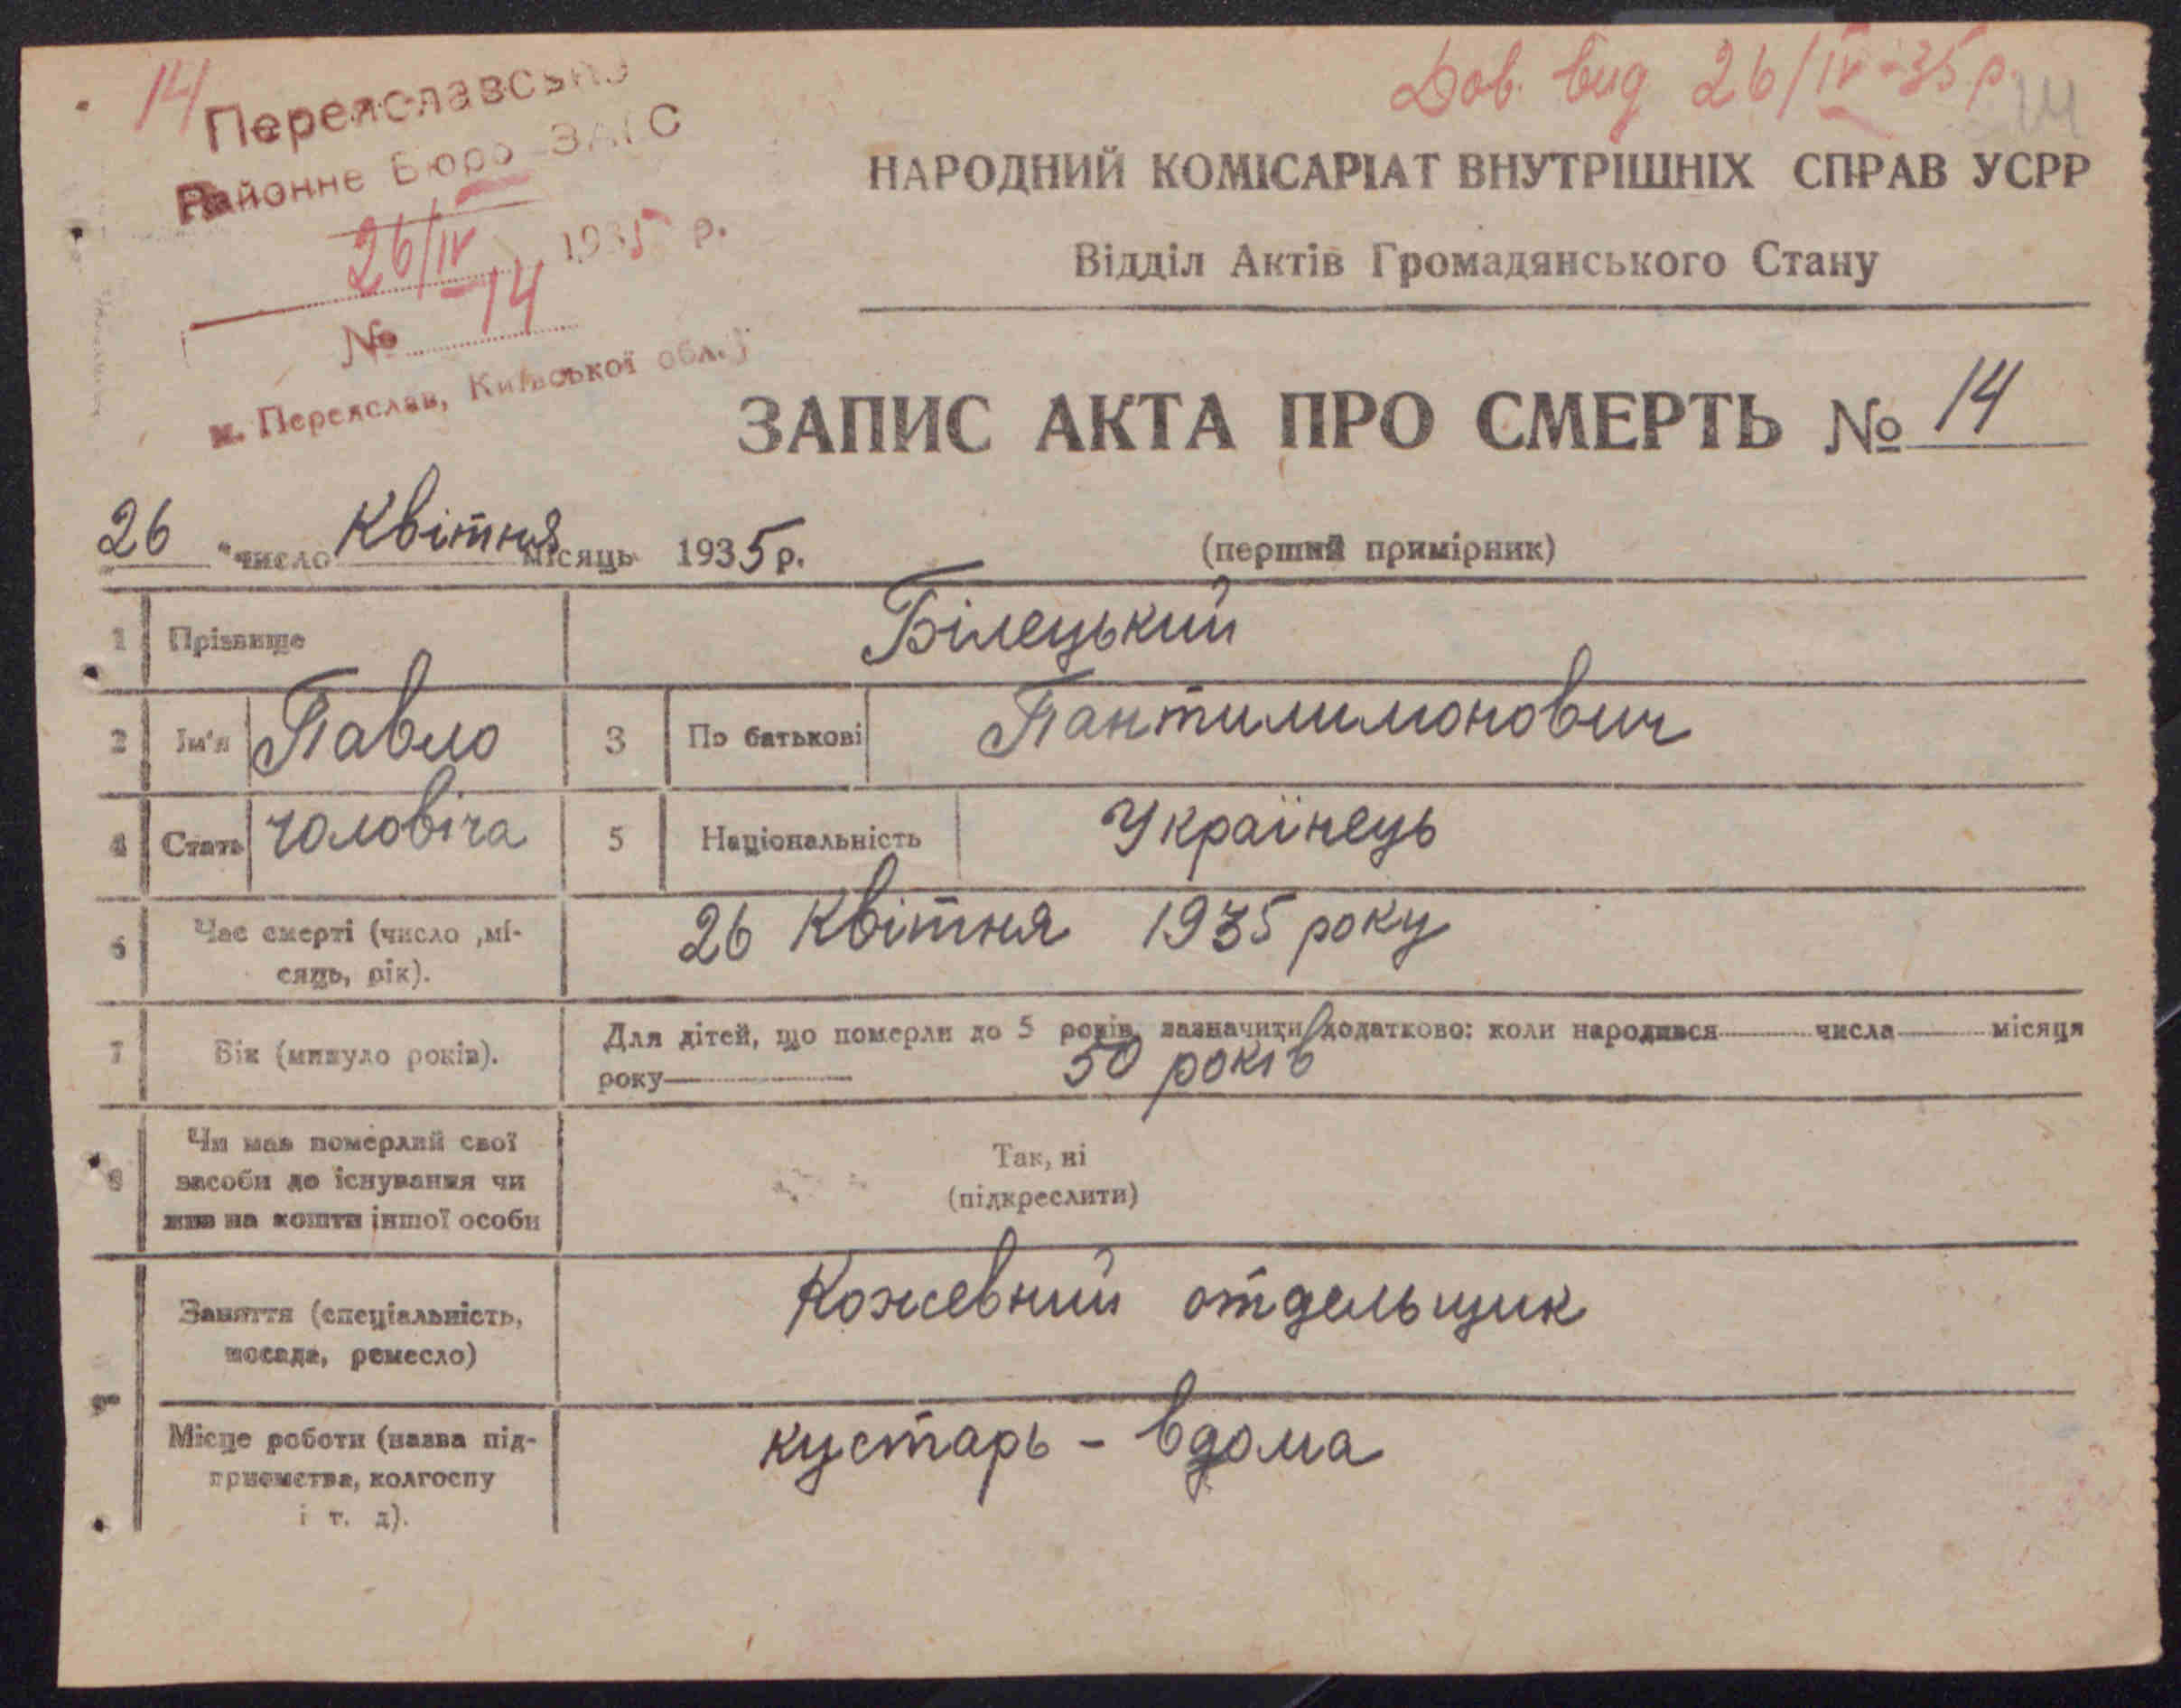 14
Дов. вид 26/IV-35 р.
14
Переяславське
Районне Бюро ЗАГС
26/IV 1935 р.
№ 14
м. Переяслав, Київської обл.
НАРОДНИЙ КОМІСАРІАТ ВНУТРІШНІХ СПРАВ УСРР
Відділ Актів Громадянського Стану
ЗАПИС АКТА ПРО СМЕРТЬ № 14
26 " число Квітня місяць 1935 р.
(перший примірник)
1 Прізвище Білецький
2 Ім'я Павло 3 По батькові Пантилимонович
4 Стать чоловіча 5 Національність Українець
6 Час смерті (число ,мі-
сяць, рік).
26 Квітня 1935 року
7 Вік (минуло років).
Для дітей, що померли до 5 років, зазначити додатково: коли народився числа місяця
року 50 років
8 Чи мав померлий свої
засоби до існування чи
жив на кошти іншої особи
Так, ні
(підкреслити)
Заняття (спеціальність,
посада, ремесло)
Кожевний отдельщик
9
Місце роботи (назва під-
приємства, колгоспу
і т. д).
кустарь - вдома